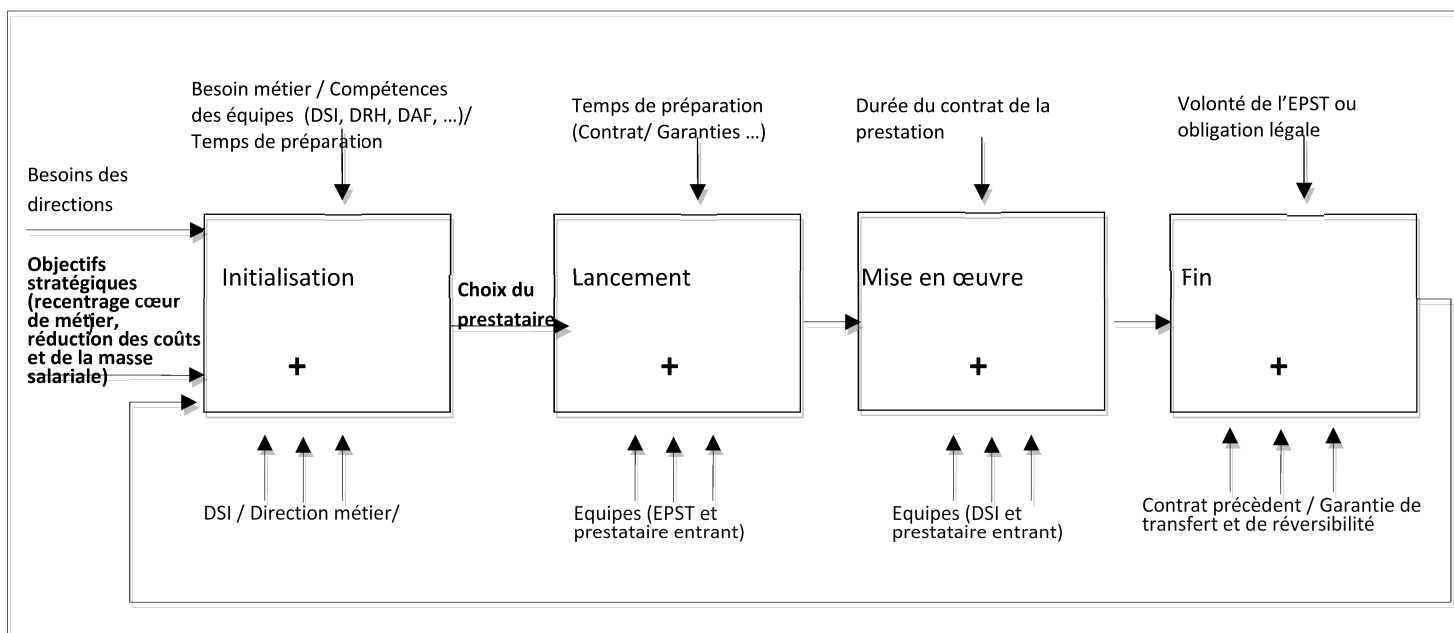 Besoin métier / Compétences
des équipes  (DSI, DRH, DAF, ...)/
Temps de préparation
Temps de préparation
(Contrat/ Garanties ...)
Durée du contrat de la
prestation
Volonté de l'EPST ou
obligation légale
Besoins des
directions
Objectifs
stratégiques
(recentrage cœur
de métier,
réduction des coûts
et de la masse
salariale)
Initialisation
+
Choix du
prestataire
Lancement
+
Mise en œuvre
+
Fin
+
DSI / Direction métier/
Equipes (EPST et
prestataire entrant)
Equipes (DSI et
prestataire entrant)
Contrat précèdent / Garantie de
transfert et de réversibilité